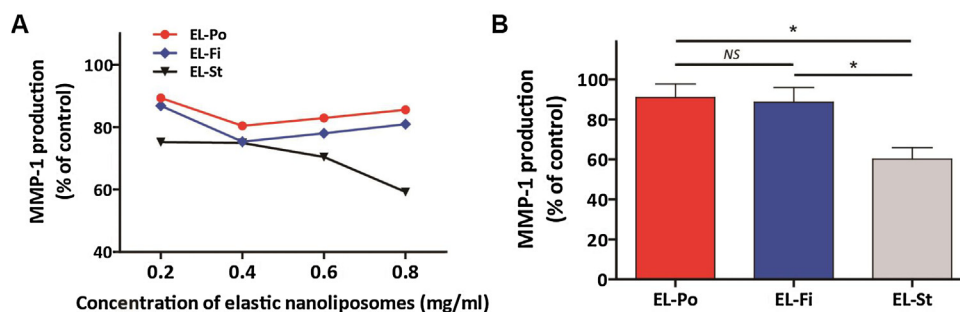 A
EL-Po
EL-Fi
EL-St
MMP-1 production
(% of control)
100
80
60
40
0.2 0.4 0.6 0.8
Concentration of elastic nanoliposomes (mg/ml)
B
*
NS
*
MMP-1 production
(% of control)
100
80
60
40
20
0
EL-Po EL-Fi EL-St